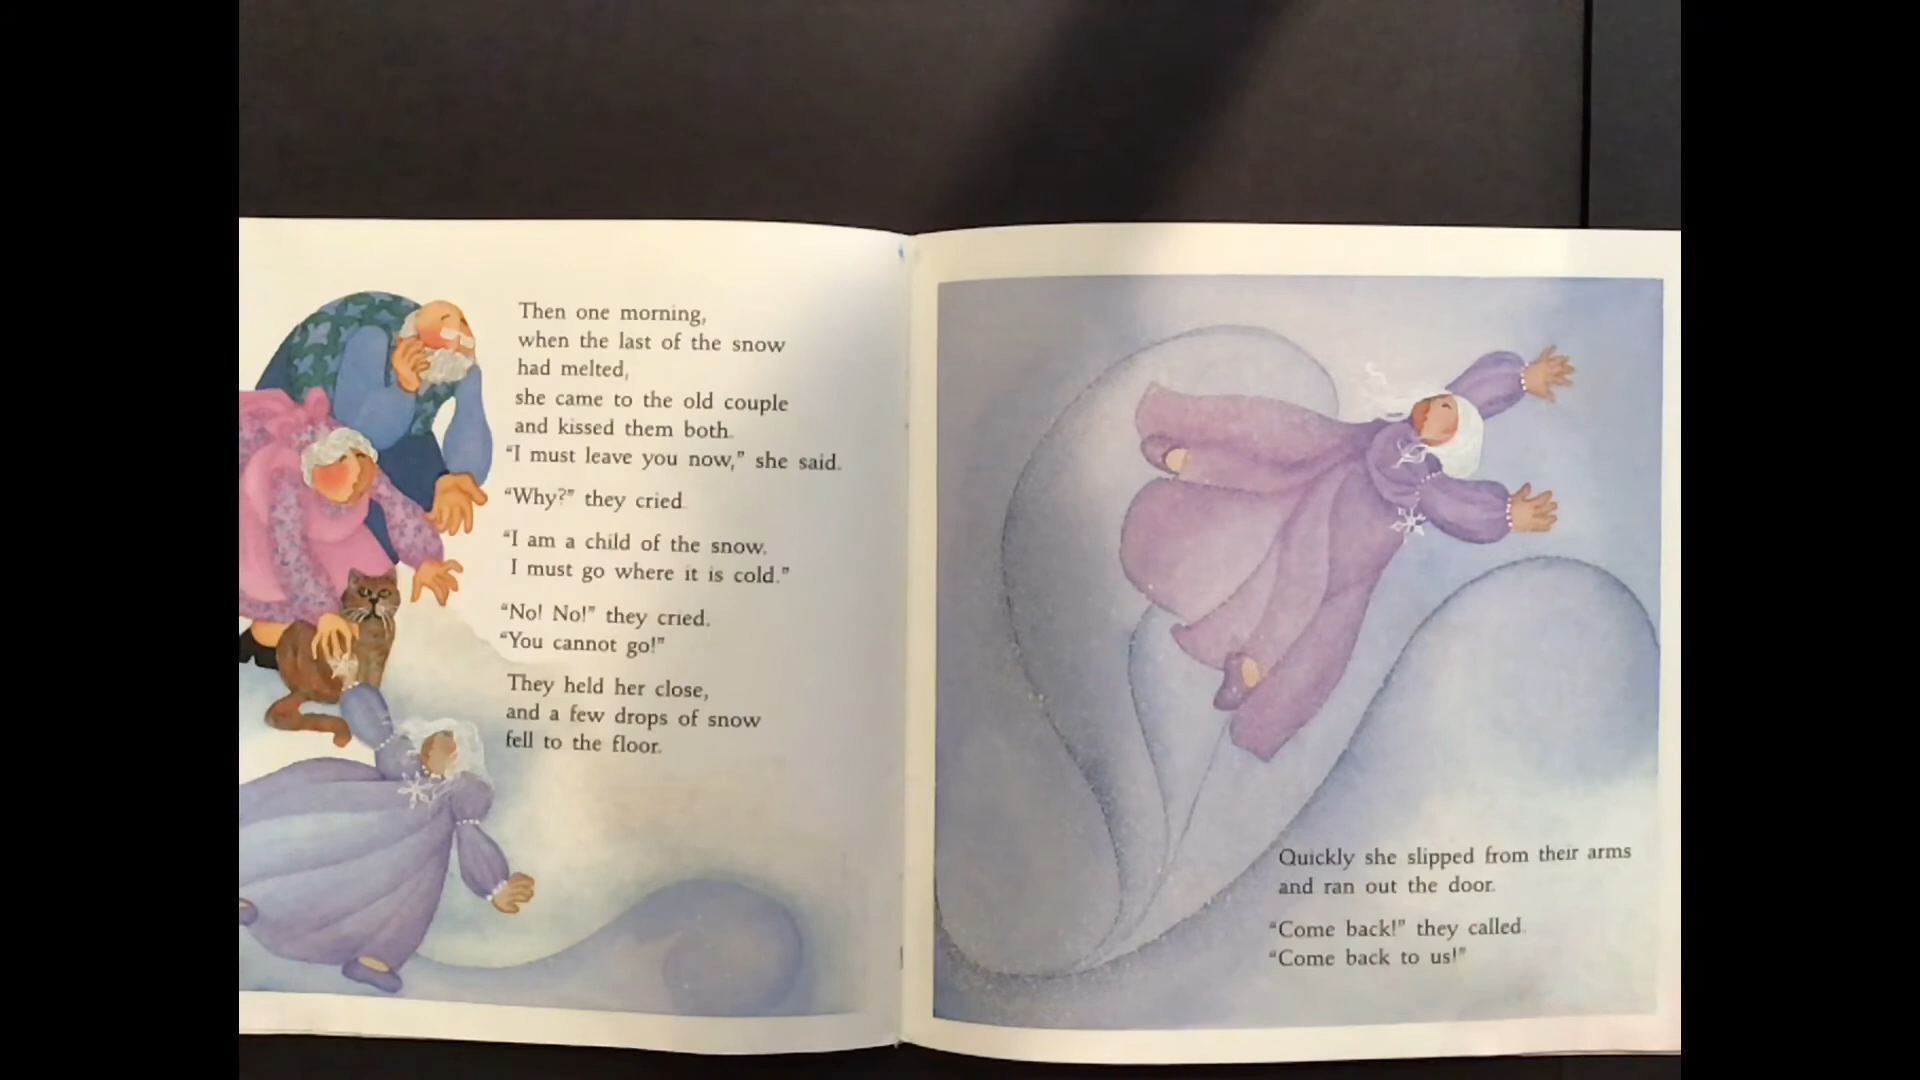 Then one morning,
when the last of the snow
had melted,
she came to the old couple
and kissed them both.
“I must leave you now,” she said.
“Why?” they cried.
“I am a child of the snow.
I must go where it is cold.”
“No! No!” they cried.
“You cannot go!”
They held her close,
and a few drops of snow
fell to the floor.
Quickly she slipped from their arms
and ran out the door.
“Come back!” they called.
“Come back to us!”